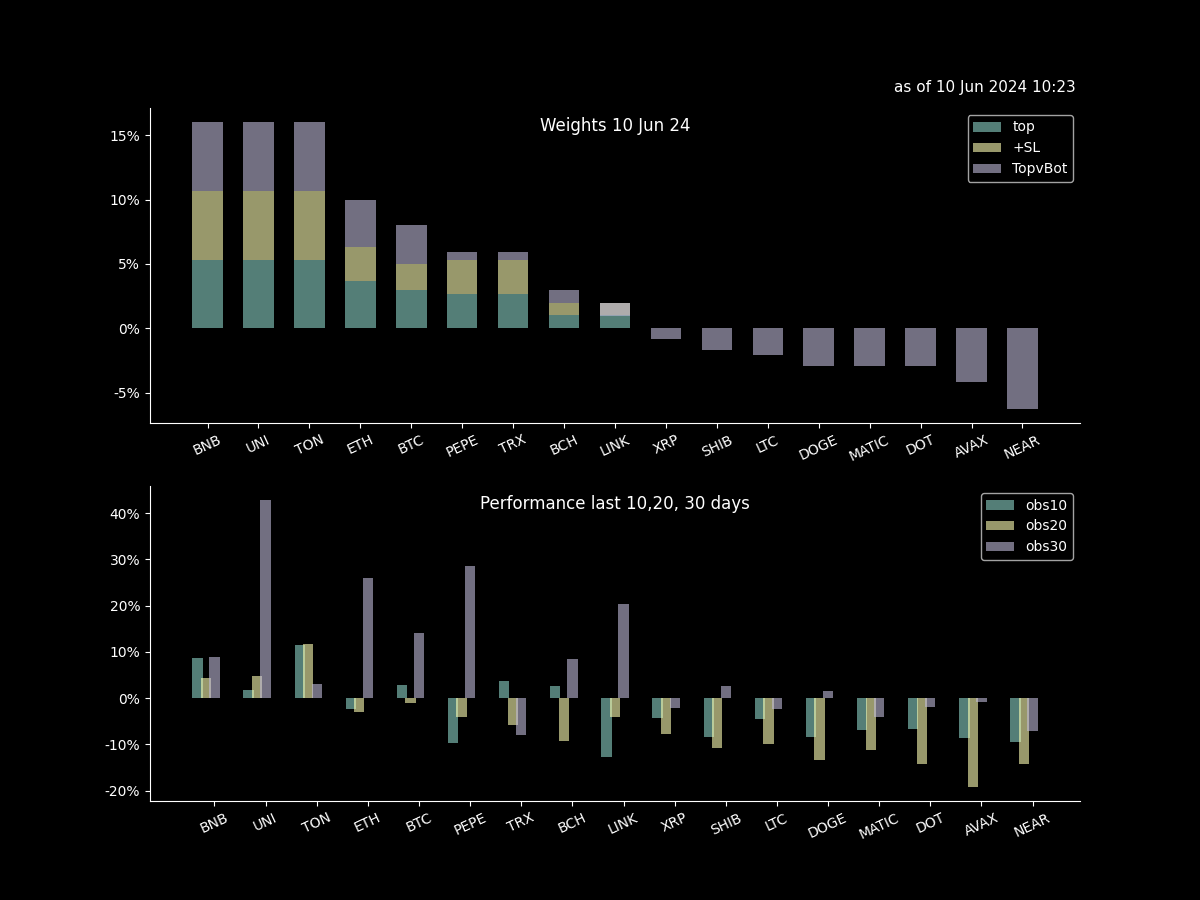 as of 10 Jun 2024 10:23
Weights 10 Jun 24
top
+SL
TopvBot
15%
10%
5%
0%
-5%
BNB UNI TON ETH BTC PEPE TRX BCH LINK XRP SHIB LTC DOGE MATIC DOT AVAX NEAR
Performance last 10,20, 30 days
obs10
obs20
obs30
40%
30%
20%
10%
0%
-10%
-20%
BNB UNI TON ETH BTC PEPE TRX BCH LINK XRP SHIB LTC DOGE MATIC DOT AVAX NEAR